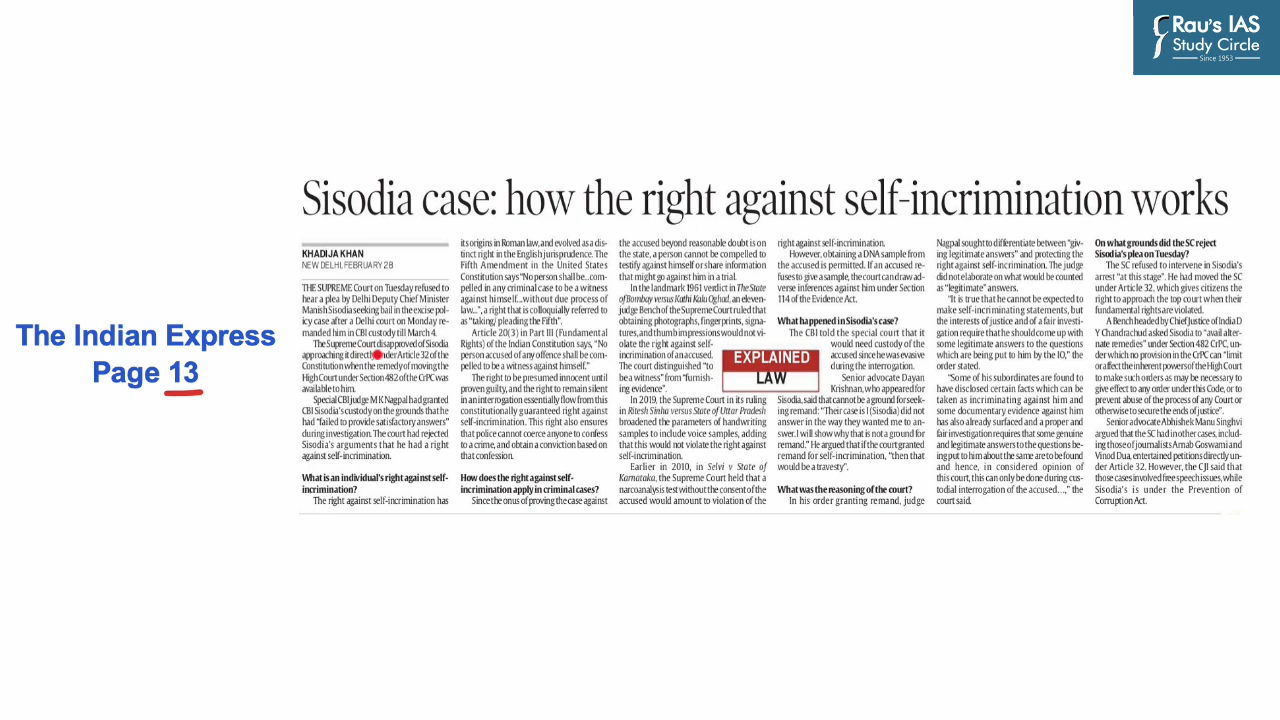 Rau's IAS
Study Circle
Since 1953
Sisodia case: how the right against self-incrimination works
The Indian Express
Page 13
KHADIJA KHAN
NEW DELHI, FEBRUARY 28
THE SUPREME Court on Tuesday refused to
hear a plea by Delhi Deputy Chief Minister
Manish Sisodia seeking bail in the excise pol-
icy case after a Delhi court on Monday re-
manded him in CBI custody till March 4.
The Supreme Court disapproved of Sisodia
approaching it directly under Article 32 of the
Constitution when the remedy of moving the
High Court under Section 482 of the CrPC was
available to him.
Special CBI judge M K Nagpal had granted
CBI Sisodia's custody on the grounds that he
had "failed to provide satisfactory answers"
during investigation. The court had rejected
Sisodia's arguments that he had a right
against self-incrimination.
What is an individual's right against self-
incrimination?
The right against self-incrimination has
its origins in Roman law, and evolved as a dis-
tinct right in the English jurisprudence. The
Fifth Amendment in the United States
Constitution says "No person shall be...com-
pelled in any criminal case to be a witness
against himself...without due process of
law...", a right that is colloquially referred to
as "taking/ pleading the Fifth".
Article 20(3) in Part III (Fundamental
Rights) of the Indian Constitution says, "No
person accused of any offence shall be com-
pelled to be a witness against himself."
The right to be presumed innocent until
proven guilty, and the right to remain silent
in an interrogation essentially flow from this
constitutionally guaranteed right against
self-incrimination. This right also ensures
that police cannot coerce anyone to confess
to a crime, and obtain a conviction based on
that confession.
How does the right against self-
incrimination apply in criminal cases?
Since the onus of proving the case against
the accused beyond reasonable doubt is on
the state, a person cannot be compelled to
testify against himself or share information
that might go against him in a trial.
In the landmark 1961 verdict in The State
of Bombay versus Kathi Kalu Oghad, an eleven-
judge Bench of the Supreme Court ruled that
obtaining photographs, fingerprints, signa-
tures, and thumb impressions would not vi-
olate the right against self-
incrimination of an accused.
The court distinguished "to
be a witness" from "furnish-
ing evidence".
In 2019, the Supreme Court in its ruling
in Ritesh Sinha versus State of Uttar Pradesh
broadened the parameters of handwriting
samples to include voice samples, adding
that this would not violate the right against
self-incrimination.
Earlier in 2010, in Selvi v State of
Karnataka, the Supreme Court held that a
narcoanalysis test without the consent of the
accused would amount to violation of the
right against self-incrimination.
However, obtaining a DNA sample from
the accused is permitted. If an accused re-
fuses to give a sample, the court can draw ad-
verse inferences against him under Section
114 of the Evidence Act.
What happened in Sisodia's case?
The CBI told the special court that it
would need custody of the
accused since he was evasive
during the interrogation.
Senior advocate Dayan
Krishnan, who appeared for
EXPLAINED
LAW
Sisodia, said that cannot be a ground for seek-
ing remand: "Their case is I (Sisodia) did not
answer in the way they wanted me to an-
swer. I will show why that is not a ground for
remand." He argued that if the court granted
remand for self-incrimination, "then that
would be a travesty".
What was the reasoning of the court?
In his order granting remand, judge
Nagpal sought to differentiate between "giv-
ing legitimate answers" and protecting the
right against self-incrimination. The judge
did not elaborate on what would be counted
as "legitimate" answers.
"It is true that he cannot be expected to
make self-incriminating statements, but
the interests of justice and of a fair investi-
gation require that he should come up with
some legitimate answers to the questions
which are being put to him by the IO," the
order stated.
"Some of his subordinates are found to
have disclosed certain facts which can be
taken as incriminating against him and
some documentary evidence against him
has also already surfaced and a proper and
fair investigation requires that some genuine
and legitimate answers to the questions be-
ing put to him about the same are to be found
and hence, in considered opinion of
this court, this can only be done during cus-
todial interrogation of the accused...," the
court said.
On what grounds did the SC reject
Sisodia's plea on Tuesday?
The SC refused to intervene in Sisodia's
arrest "at this stage". He had moved the SC
under Article 32, which gives citizens the
right to approach the top court when their
fundamental rights are violated.
A Bench headed by Chief Justice of India D
Y Chandrachud asked Sisodia to "avail alter-
nate remedies" under Section 482 CrPC, un-
der which no provision in the CrPC can "limit
or affect the inherent powers of the High Court
to make such orders as may be necessary to
give effect to any order under this Code, or to
prevent abuse of the process of any Court or
otherwise to secure the ends of justice".
Senior advocate Abhishek Manu Singhvi
argued that the SC had in other cases, includ-
ing those of journalists Arnab Goswami and
Vinod Dua, entertained petitions directly un-
der Article 32. However, the CJI said that
those cases involved free speech issues, while
Sisodia's is under the Prevention of
Corruption Act.